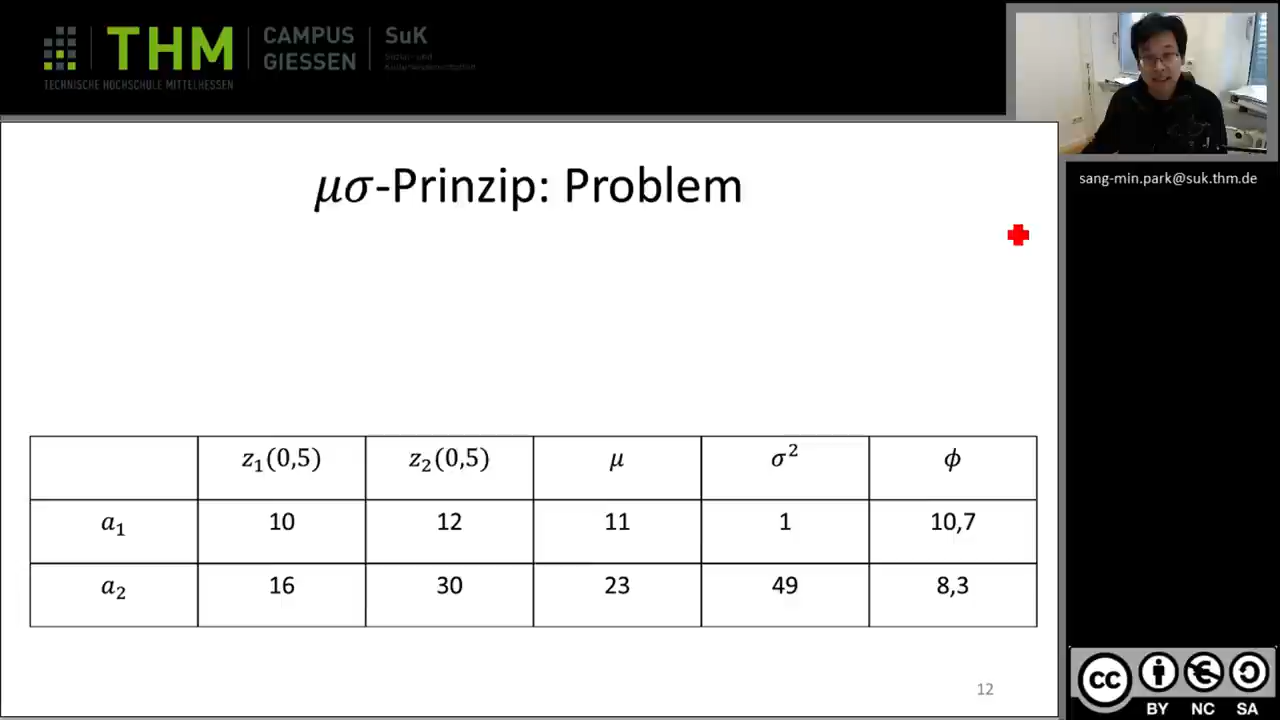 THM
CAMPUS
GIESSEN
SuK
TECHNISCHE HOCHSCHULE MITTELHESSEN
sang-min.park@suk.thm.de
μσ-Prinzip: Problem
z₁(0,5) z₂(0,5) μ σ² ϕ
a₁ 10 12 11 1 10,7
a₂ 16 30 23 49 8,3
12
cc
BY NC SA